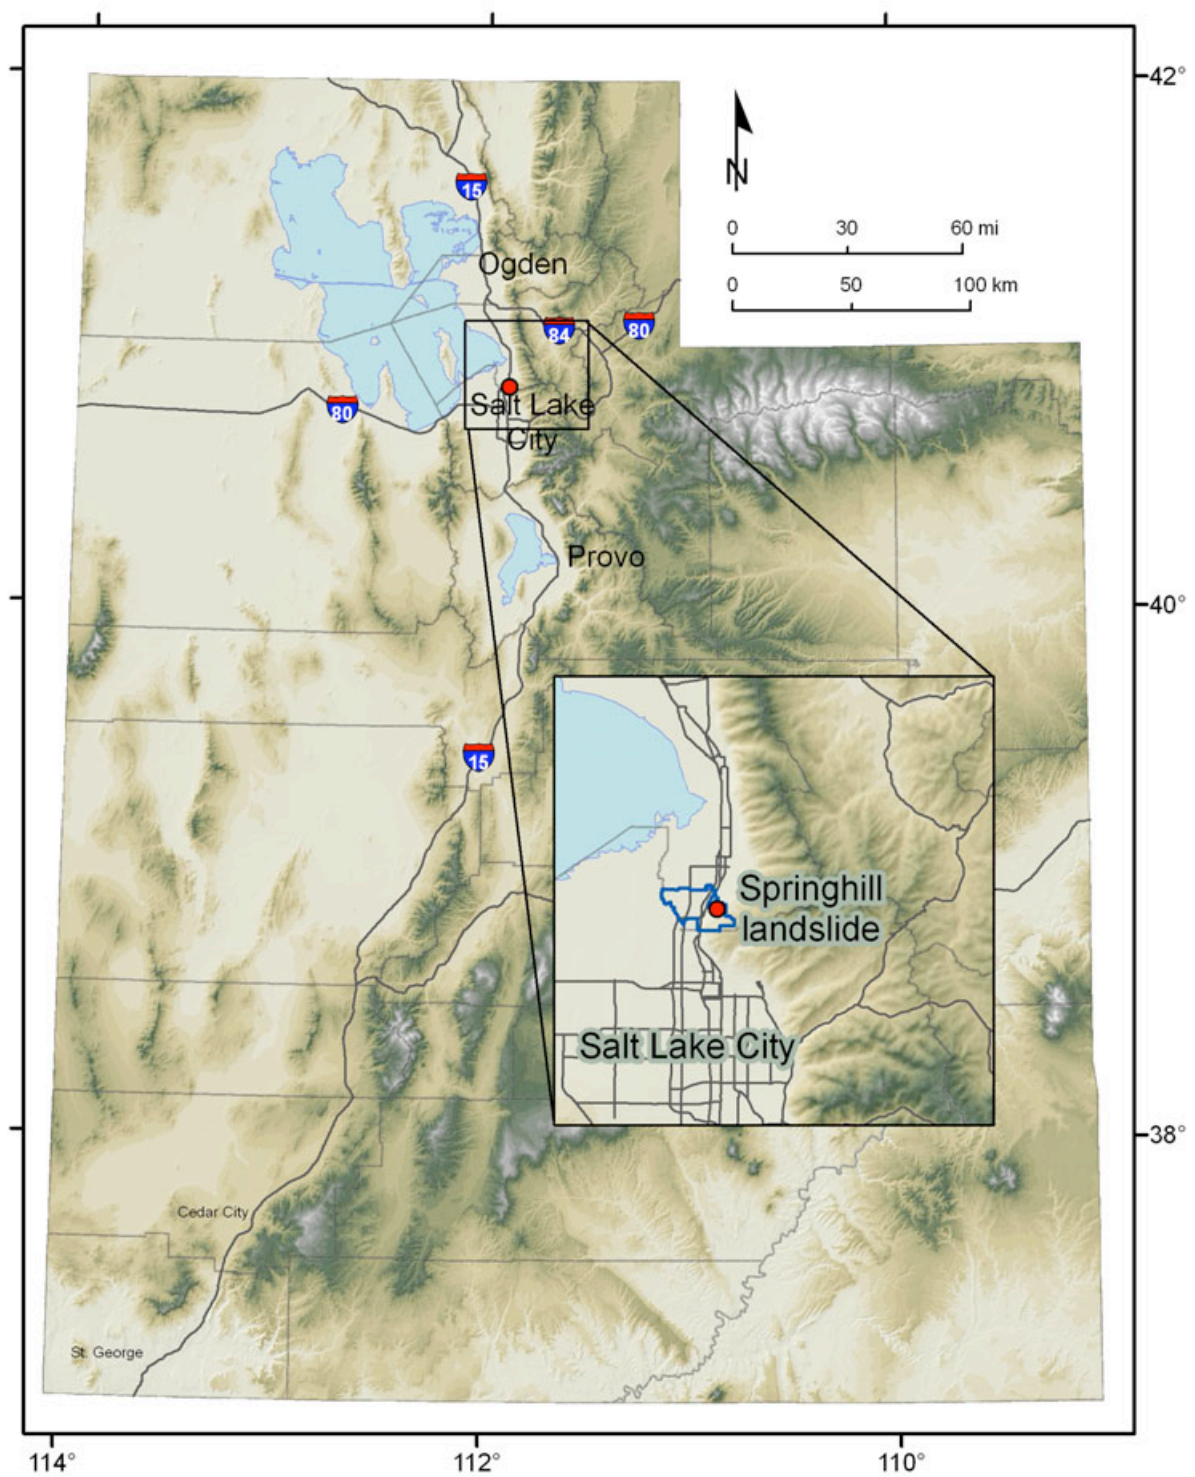 42°
15
N
0 30 60 mi
Ogden
0 50 100 km
84
80
80
Salt Lake
City
Provo
40°
15
Springhill
landslide
Salt Lake City
38°
Cedar City
St. George
114° 112° 110°